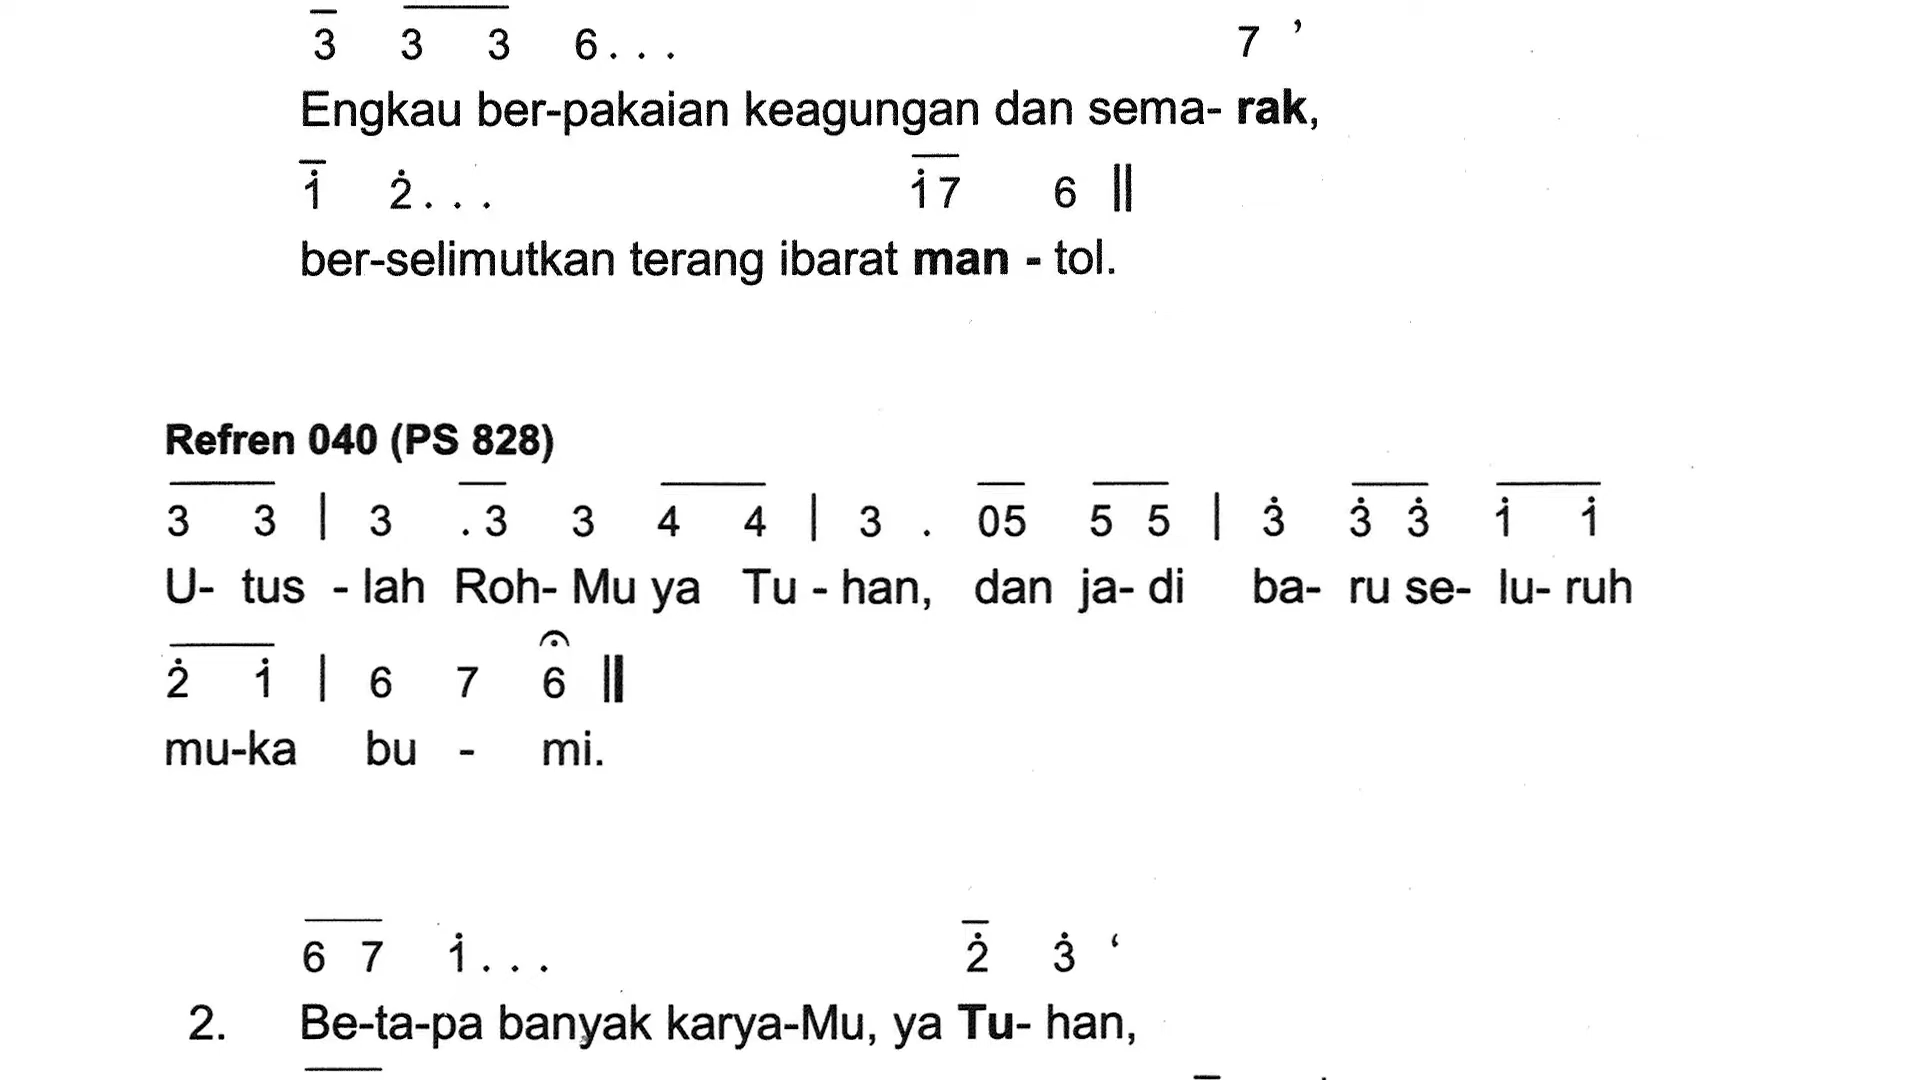 3 3 3 6 . . . 7 ’
Engkau ber-pakaian keagungan dan sema- rak,
1̇ 2̇ . . . 1̇7 6 ||
ber-selimutkan terang ibarat man - tol.
Refren 040 (PS 828)
3 3 | 3 . 3 3 4 4 | 3 . 05 5 5 | 3̇ 3̇ 3̇ 1̇ 1̇
U- tus - lah Roh- Mu ya Tu - han, dan ja- di ba- ru se- lu- ruh
2̇ 1̇ | 6 7 6 ||
mu-ka bu - mi.
6 7 1̇ . . . 2̇ 3̇ ‘
2. Be-ta-pa banyak karya-Mu, ya Tu- han,